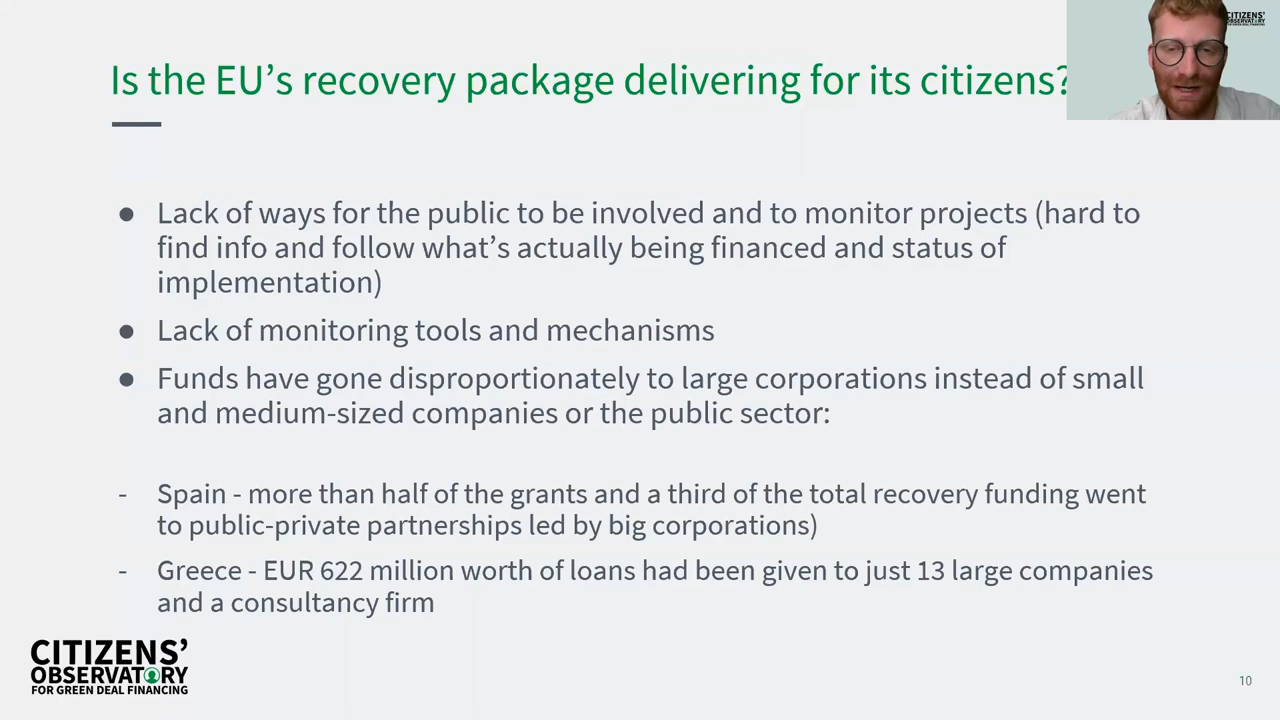 CITIZENS'
OBSERVATORY
Is the EU's recovery package delivering for its citizens?
● Lack of ways for the public to be involved and to monitor projects (hard to
find info and follow what's actually being financed and status of
implementation)
● Lack of monitoring tools and mechanisms
● Funds have gone disproportionately to large corporations instead of small
and medium-sized companies or the public sector:
- Spain - more than half of the grants and a third of the total recovery funding went
to public-private partnerships led by big corporations)
- Greece - EUR 622 million worth of loans had been given to just 13 large companies
and a consultancy firm
CITIZENS'
OBSERVATORY
FOR GREEN DEAL FINANCING
10